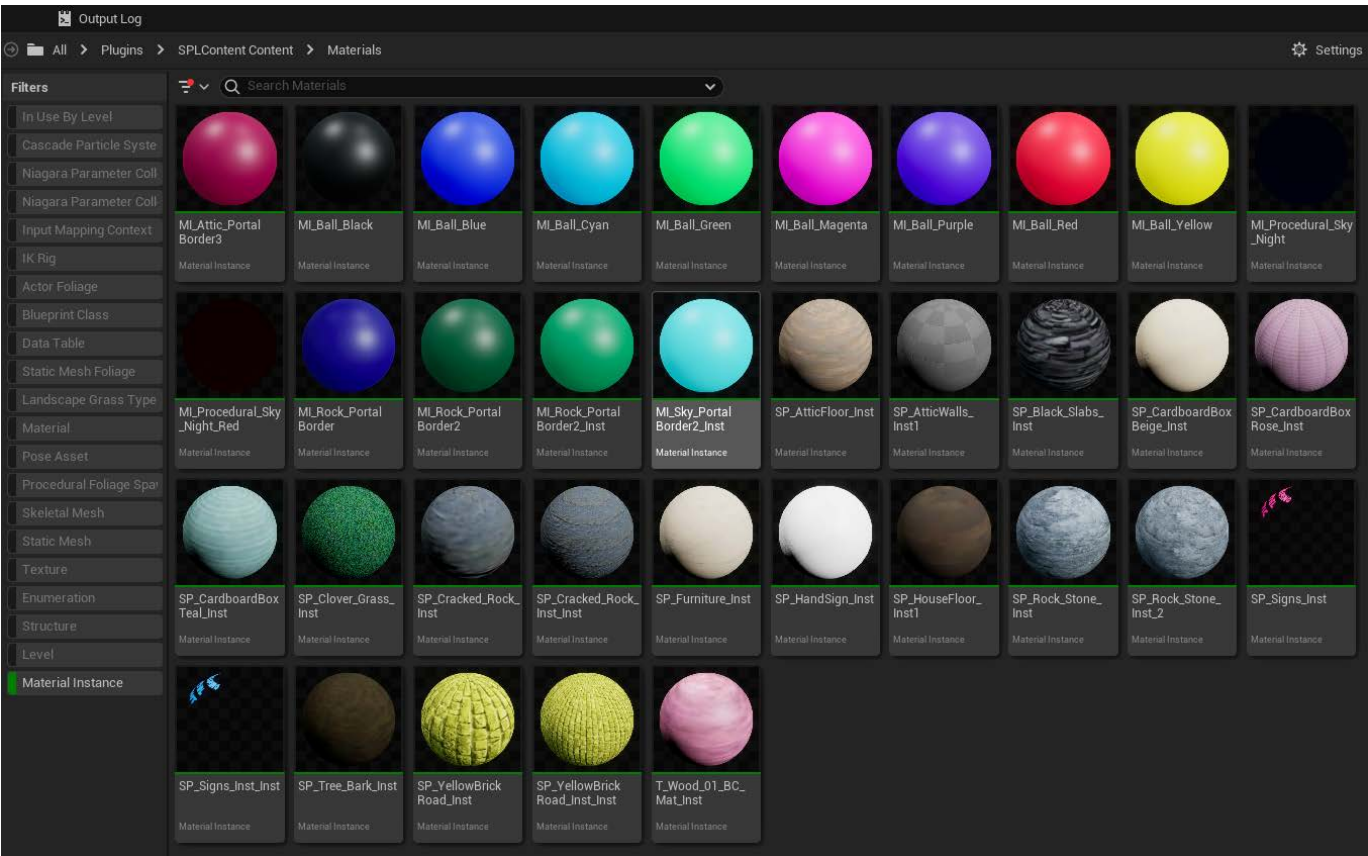 Output Log
All > Plugins > SPLContent Content > Materials
Settings
Filters
Search Materials
In Use By Level
Cascade Particle Syste
Niagara Parameter Coll
Niagara Parameter Coll
Input Mapping Context
IK Rig
Actor Foliage
Blueprint Class
Data Table
Static Mesh Foliage
Landscape Grass Type
Material
Pose Asset
Procedural Foliage Spa
Skeletal Mesh
Static Mesh
Texture
Enumeration
Structure
Level
Material Instance
MI_Attic_Portal
Border3
Material Instance
MI_Ball_Black
Material Instance
MI_Ball_Blue
Material Instance
MI_Ball_Cyan
Material Instance
MI_Ball_Green
Material Instance
MI_Ball_Magenta
Material Instance
MI_Ball_Purple
Material Instance
MI_Ball_Red
Material Instance
MI_Ball_Yellow
Material Instance
MI_Procedural_Sky
_Night
Material Instance
MI_Procedural_Sky
_Night_Red
Material Instance
MI_Rock_Portal
Border
Material Instance
MI_Rock_Portal
Border2
Material Instance
MI_Rock_Portal
Border2_Inst
Material Instance
MI_Sky_Portal
Border2_Inst
Material Instance
SP_AtticFloor_Inst
Material Instance
SP_AtticWalls_
Inst1
Material Instance
SP_Black_Slabs_
Inst
Material Instance
SP_CardboardBox
Beige_Inst
Material Instance
SP_CardboardBox
Rose_Inst
Material Instance
SP_CardboardBox
Teal_Inst
Material Instance
SP_Clover_Grass_
Inst
Material Instance
SP_Cracked_Rock_
Inst
Material Instance
SP_Cracked_Rock_
Inst_Inst
Material Instance
SP_Furniture_Inst
Material Instance
SP_HandSign_Inst
Material Instance
SP_HouseFloor_
Inst1
Material Instance
SP_Rock_Stone_
Inst
Material Instance
SP_Rock_Stone_
Inst_2
Material Instance
SP_Signs_Inst
Material Instance
SP_Signs_Inst_Inst
Material Instance
SP_Tree_Bark_Inst
Material Instance
SP_YellowBrick
Road_Inst
Material Instance
SP_YellowBrick
Road_Inst_Inst
Material Instance
T_Wood_01_BC_
Mat_Inst
Material Instance